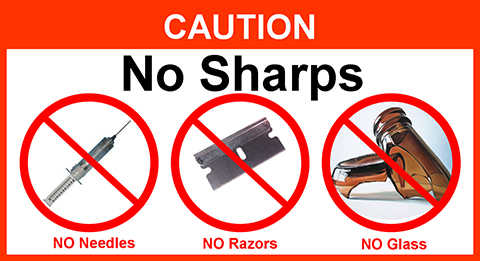 CAUTION
No Sharps
NO Needles
NO Razors
NO Glass